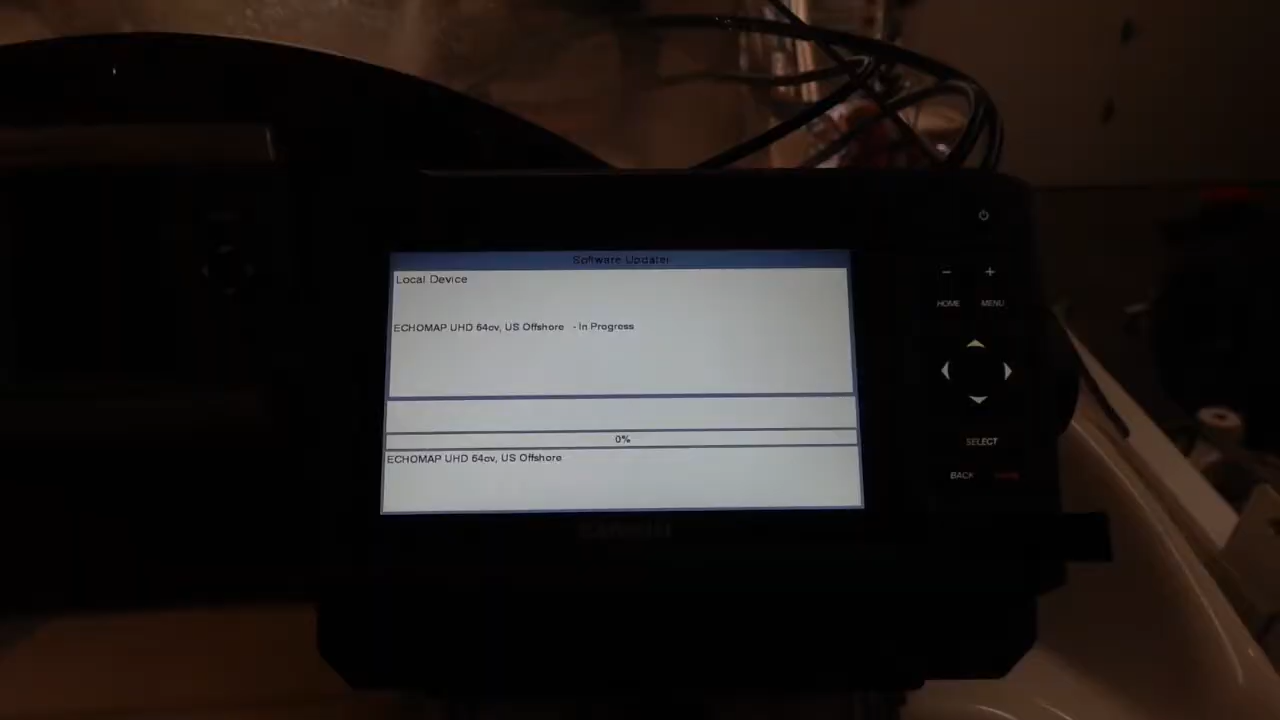 Software Updater
Local Device
ECHOMAP UHD 64cv, US Offshore - In Progress
0%
ECHOMAP UHD 64cv, US Offshore
- +
HOME MENU
SELECT
BACK